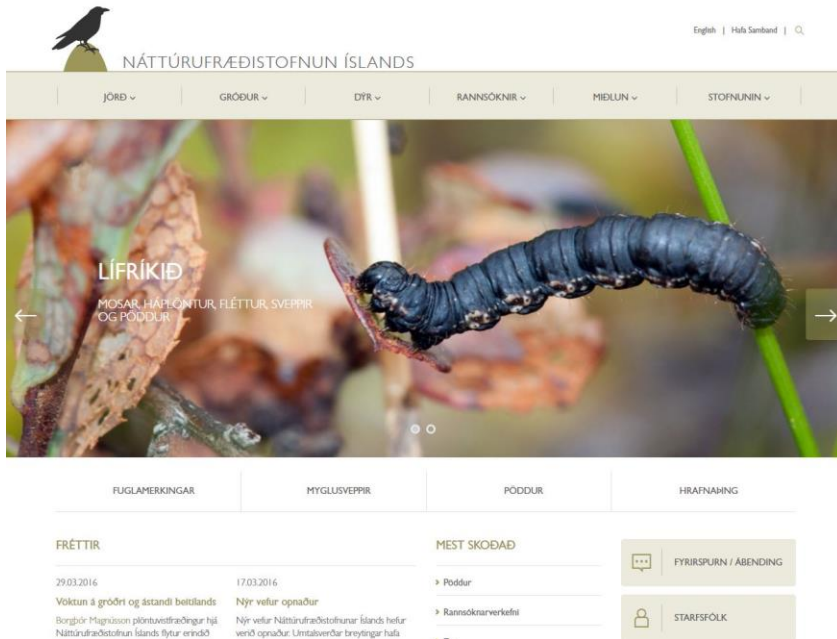 English | Hafa Samband |
NÁTTÚRUFRÆÐISTOFNUN ÍSLANDS
JÖRÐ
GRÓÐUR
DÝR
RANNSÓKNIR
MIÐLUN
STOFNUNIN
LÍFRÍKIÐ
MOSAR, HÁPLÖNTUR, FLÉTTUR, SVEPPIR
OG PÖDDUR
FUGLAMERKINGAR
MYGLUSVEPPIR
PÖDDUR
HRAFNAÞING
FRÉTTIR
29.03.2016
Vöktun á gróðri og ástandi beitilands
Borgþór Magnússon plöntuvistfræðingur hjá
Náttúrufræðistofnun Íslands flytur erindið
17.03.2016
Nýr vefur opnaður
Nýr vefur Náttúrufræðistofnunar Íslands hefur
verið opnaður. Umtalsverðar breytingar hafa
MEST SKOÐAÐ
Pöddur
Rannsóknarverkefni
FYRIRSPURN / ÁBENDING
STARFSFÓLK